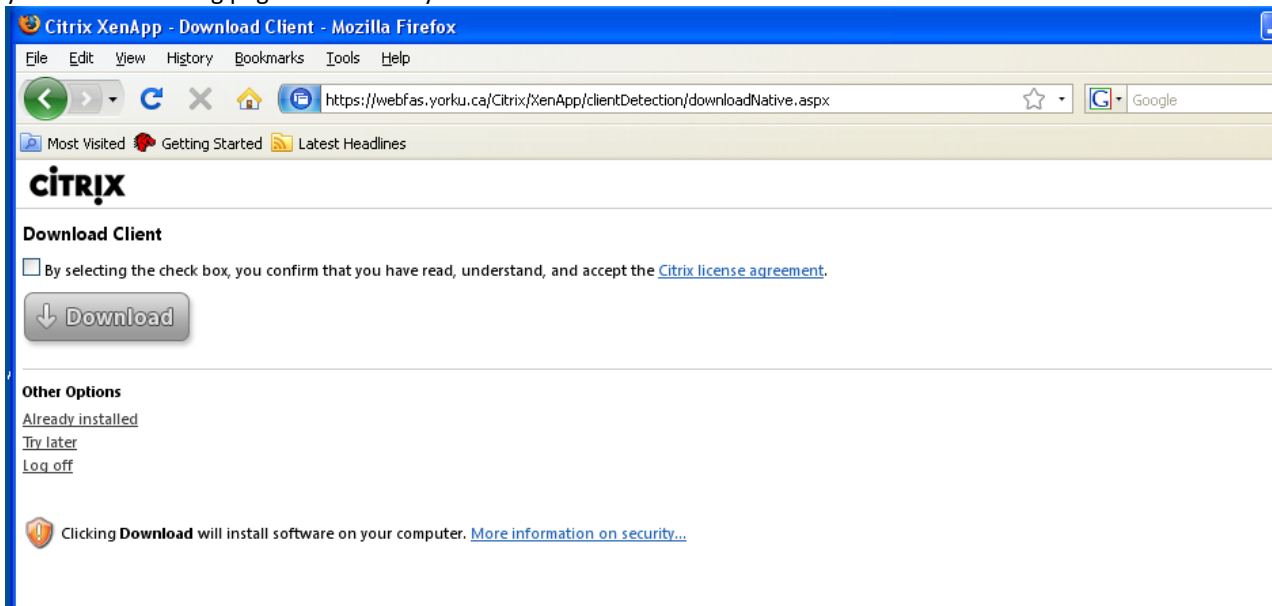 Citrix XenApp - Download Client - Mozilla Firefox
File Edit View History Bookmarks Tools Help
https://webfas.yorku.ca/Citrix/XenApp/clientDetection/downloadNative.aspx G Google
Most Visited Getting Started Latest Headlines
CİTRIX
Download Client
By selecting the check box, you confirm that you have read, understand, and accept the Citrix license agreement.
Download
Other Options
Already installed
Try later
Log off
Clicking Download will install software on your computer. More information on security...